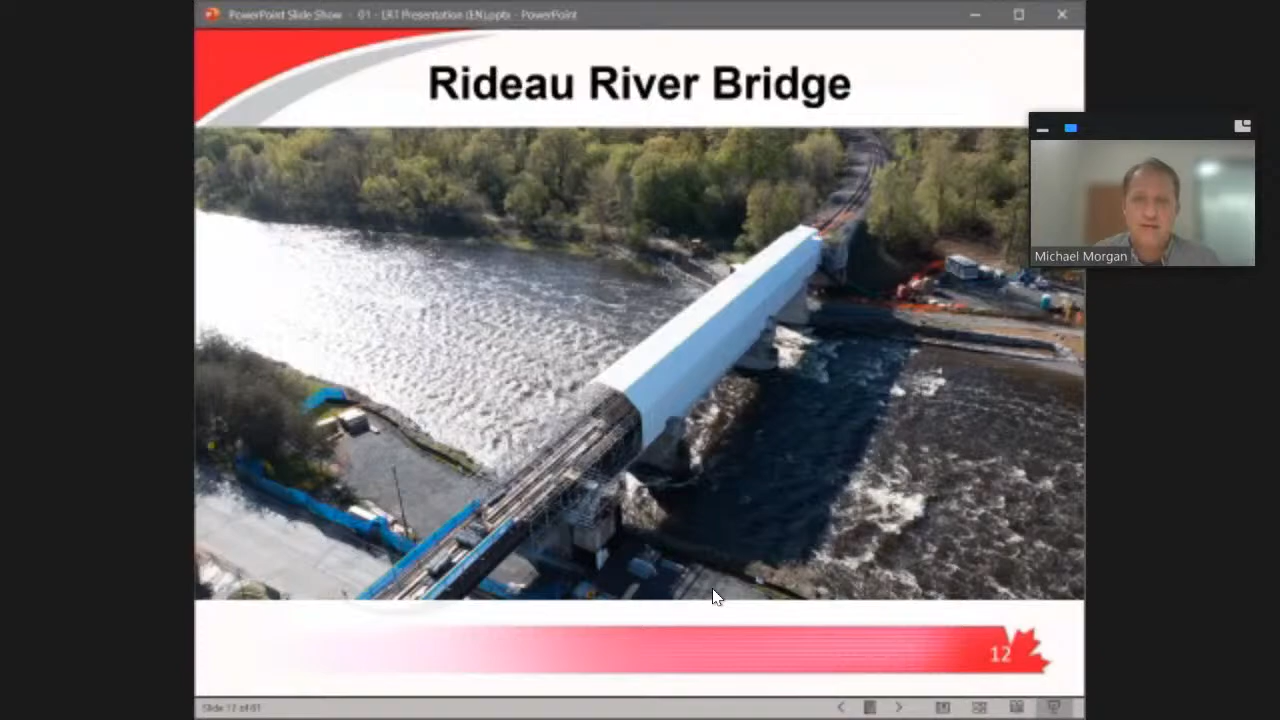 PowerPoint Slide Show - 01 - LRT Presentation (EN).pptx - PowerPoint
Rideau River Bridge
Michael Morgan
12